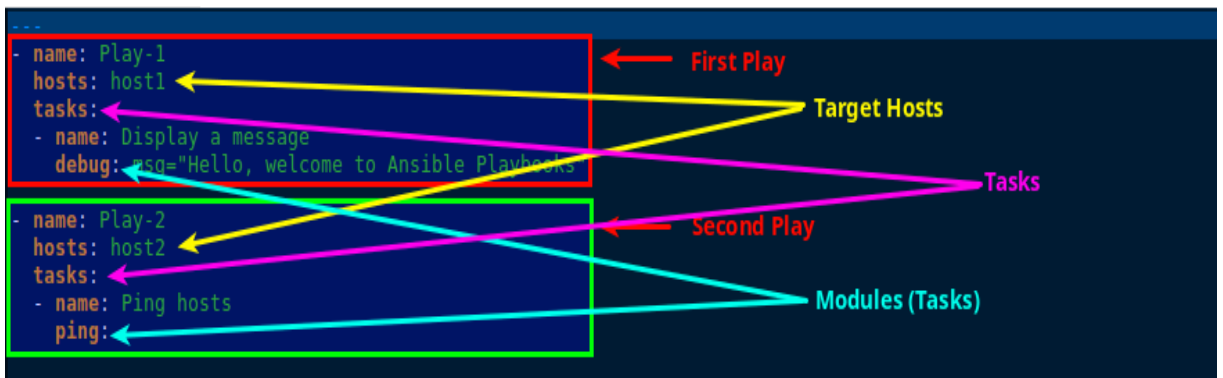 ---
- name: Play-1
First Play
hosts: host1
Target Hosts
tasks:
- name: Display a message
debug: msg="Hello, welcome to Ansible Playbooks"
Tasks
- name: Play-2
Second Play
hosts: host2
tasks:
- name: Ping hosts
Modules (Tasks)
ping: